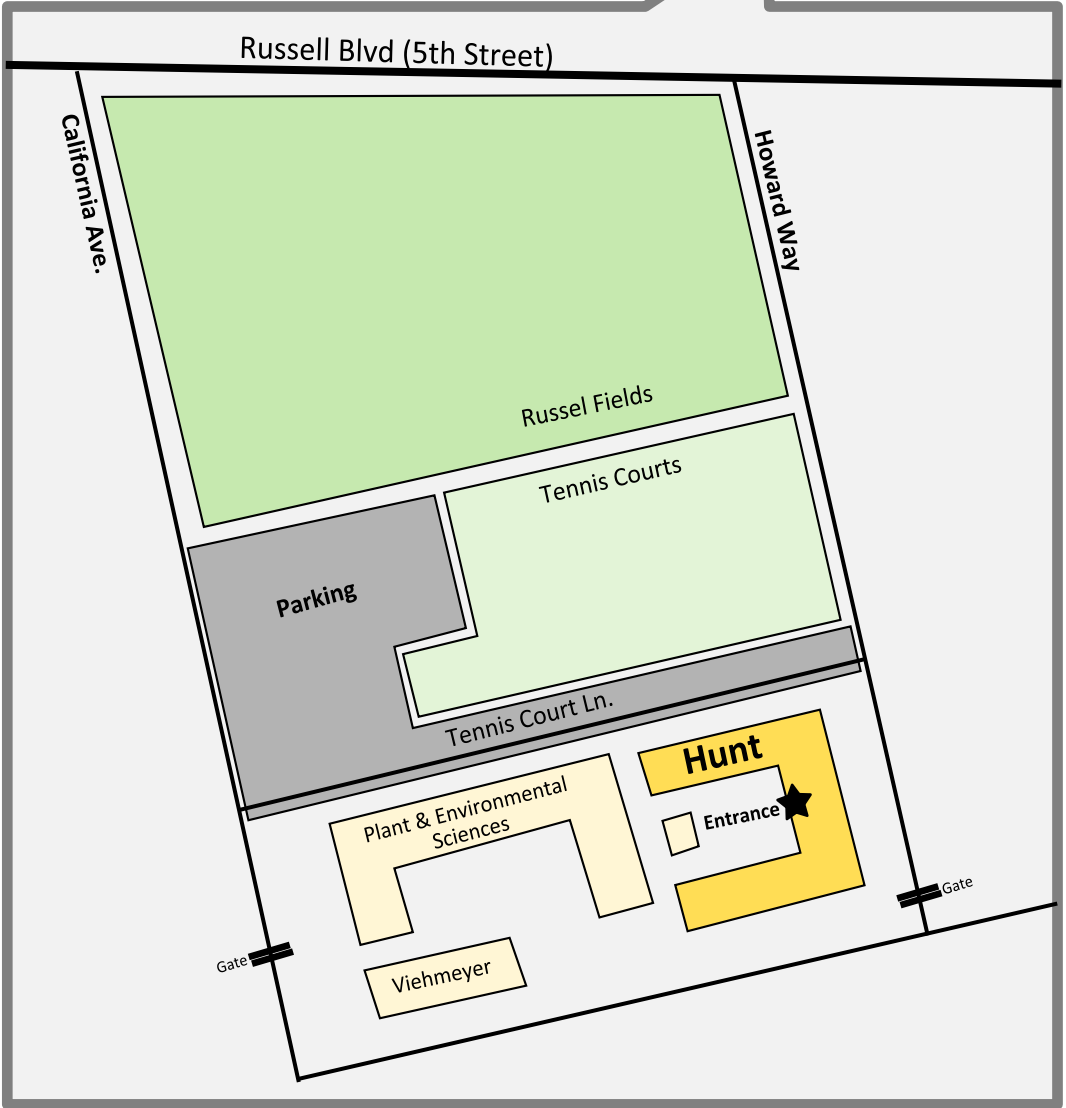 Russell Blvd (5th Street)
California Ave.
Howard Way
Russel Fields
Tennis Courts
Parking
Tennis Court Ln.
Hunt
Plant & Environmental
Sciences
Entrance
Gate
Gate
Viehmeyer